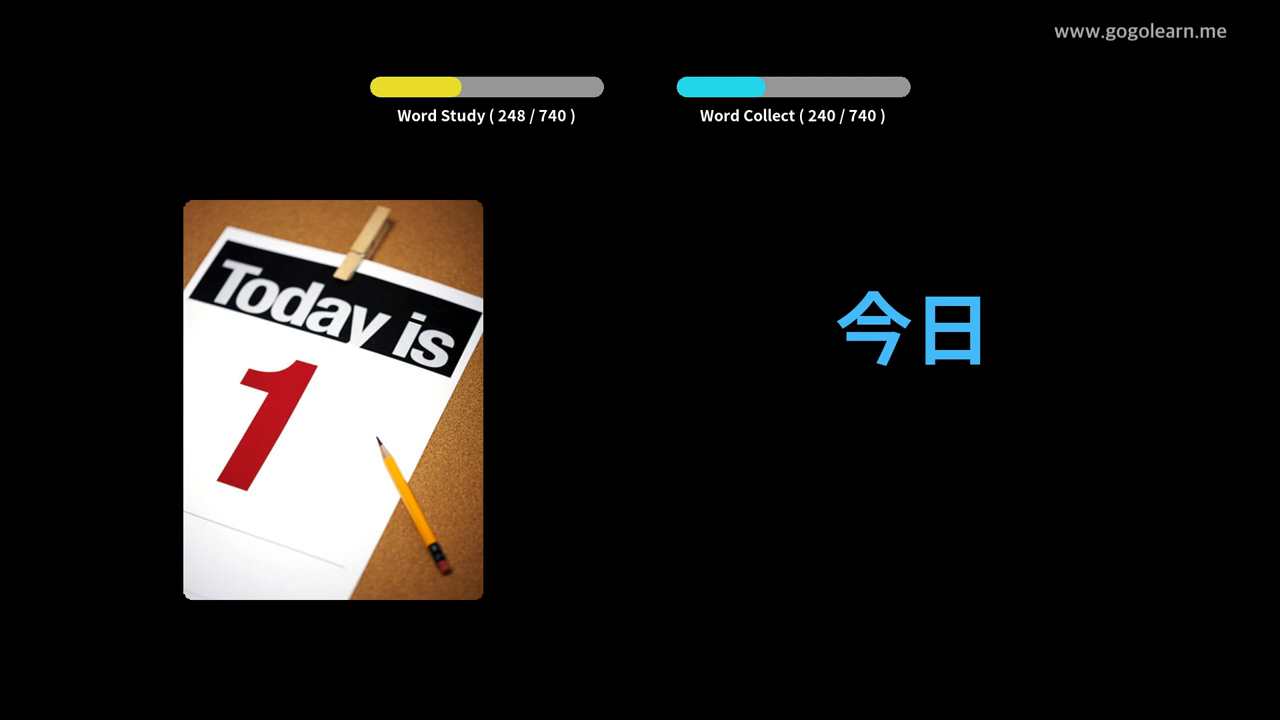 www.gogolearn.me
Word Study ( 248 / 740 )
Word Collect ( 240 / 740 )
Today is
1
今日